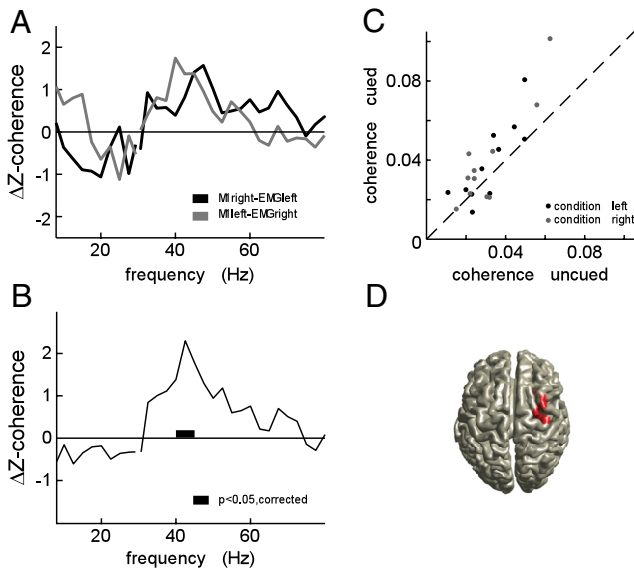 A
2
1
0
-1
-2
ΔZ-coherence
MIright-EMGleft
MIleft-EMGright
20 40 60
frequency (Hz)
B
2
1
0
-1
ΔZ-coherence
p<0.05,corrected
20 40 60
frequency (Hz)
C
0.08
0.04
0
coherence cued
condition left
condition right
0.04 0.08
coherence uncued
D